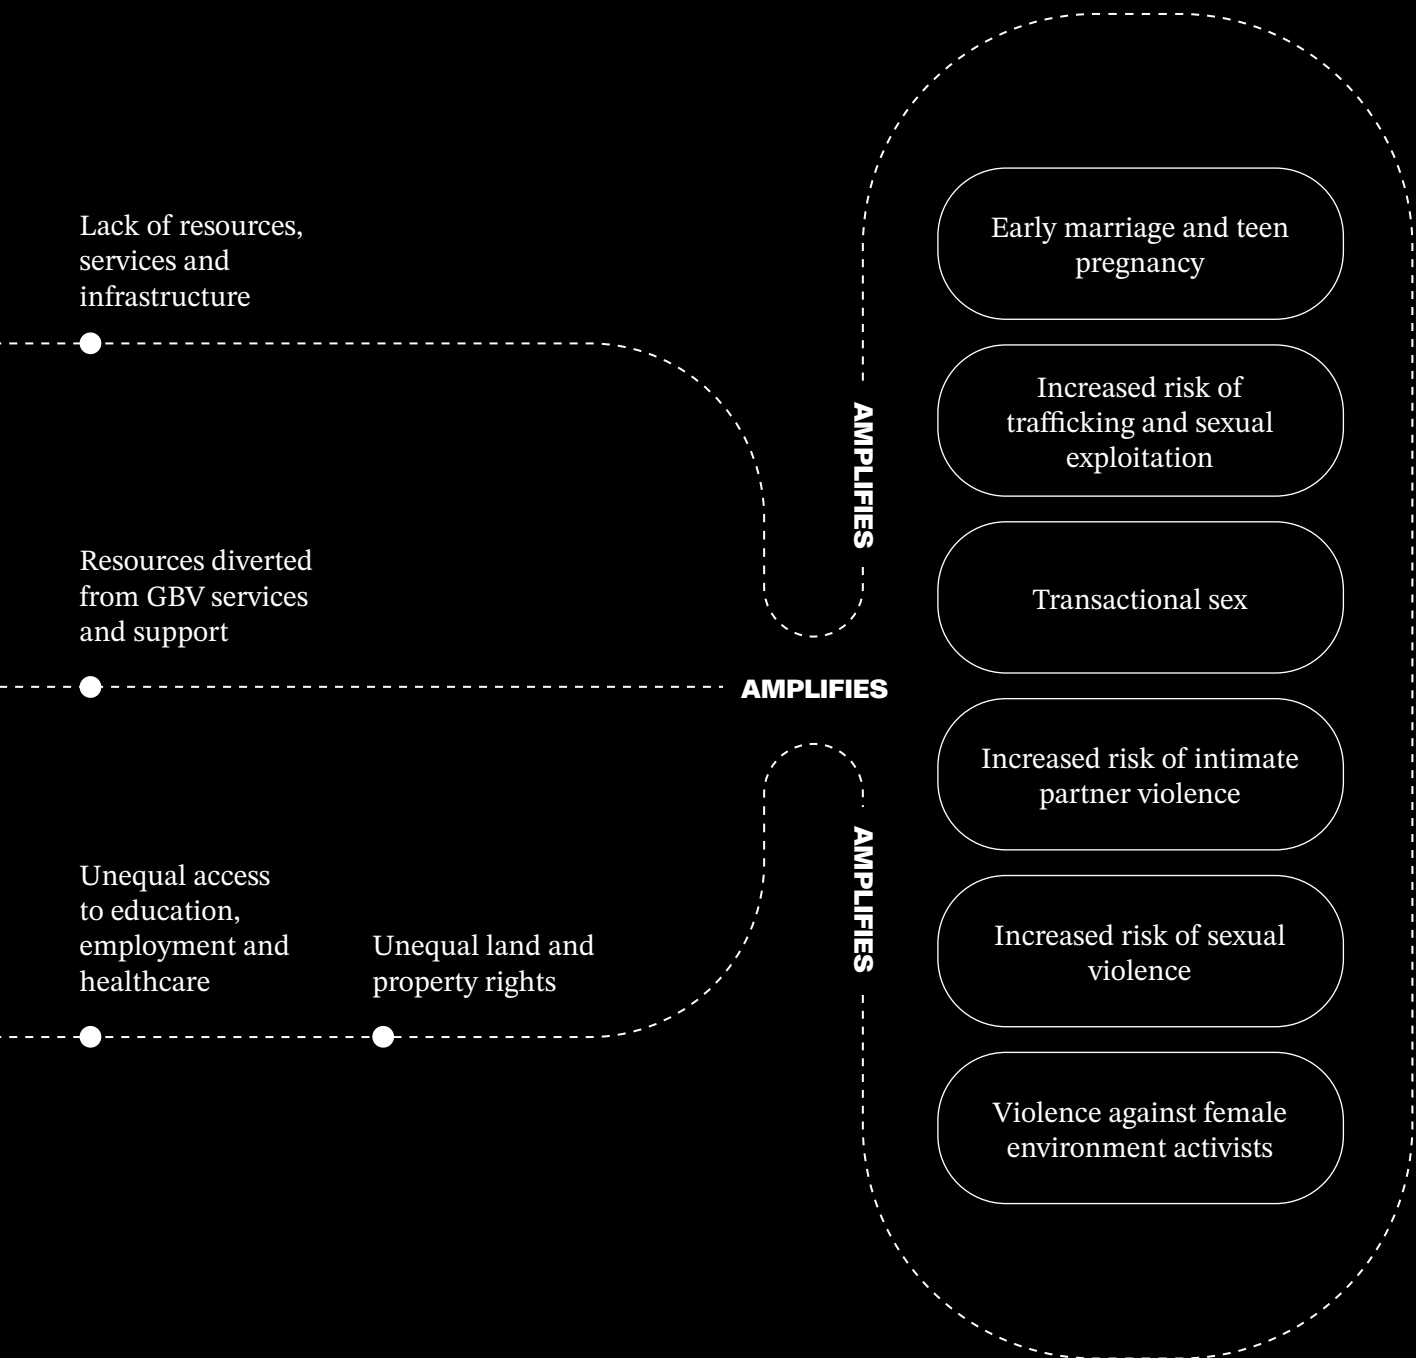 Lack of resources,
services and
infrastructure
Resources diverted
from GBV services
and support
Unequal access
to education,
employment and
healthcare
Unequal land and
property rights
AMPLIFIES
AMPLIFIES
AMPLIFIES
Early marriage and teen
pregnancy
Increased risk of
trafficking and sexual
exploitation
Transactional sex
Increased risk of intimate
partner violence
Increased risk of sexual
violence
Violence against female
environment activists